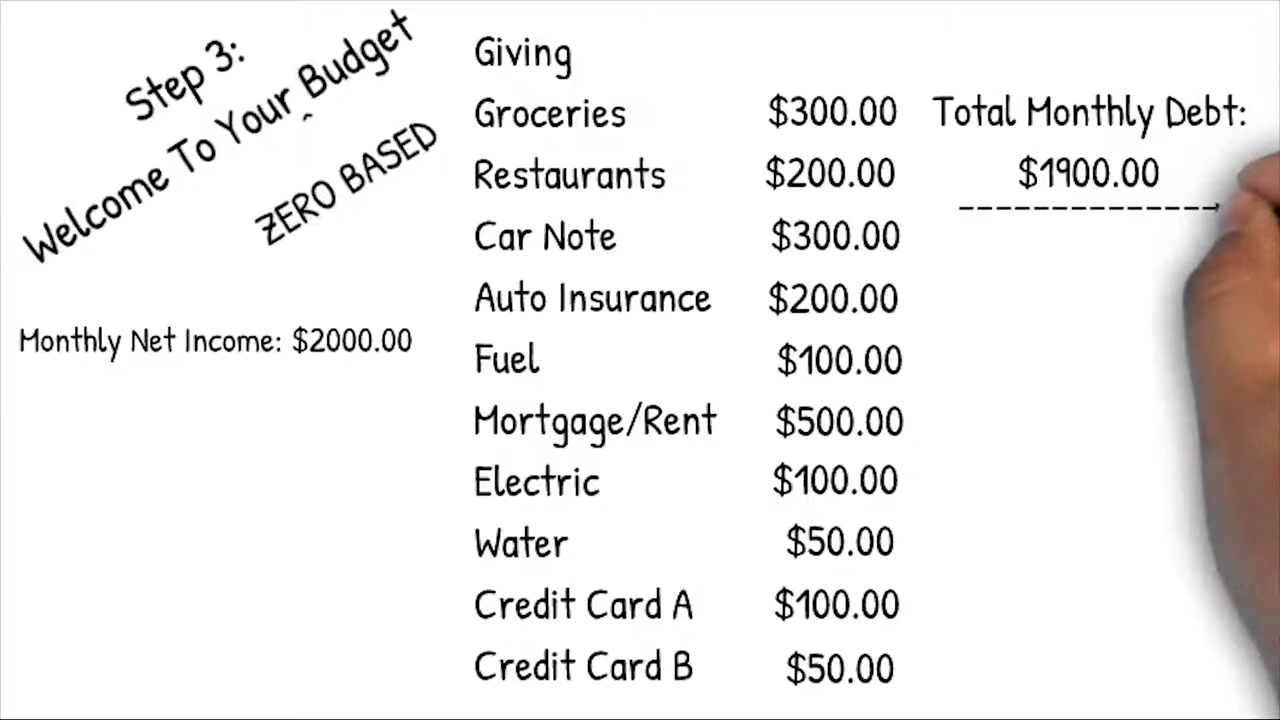 Step 3:
Welcome To Your Budget
^
ZERO BASED
Monthly Net Income: $2000.00
Giving
Groceries $300.00
Restaurants $200.00
Car Note $300.00
Auto Insurance $200.00
Fuel $100.00
Mortgage/Rent $500.00
Electric $100.00
Water $50.00
Credit Card A $100.00
Credit Card B $50.00
Total Monthly Debt:
$1900.00
--------------